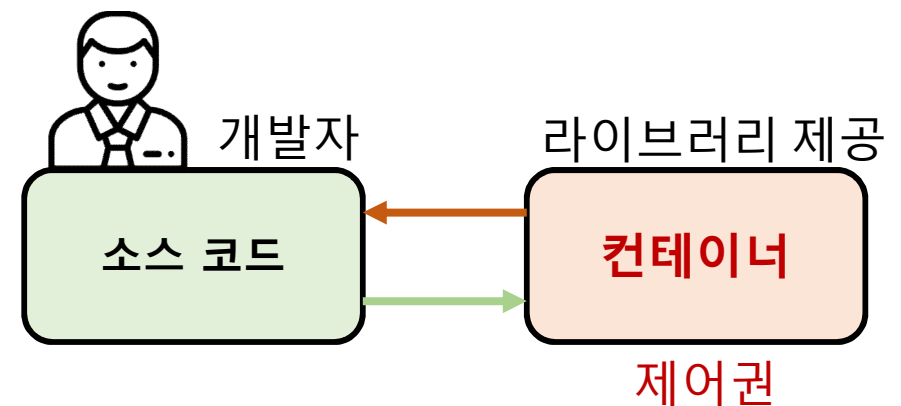 개발자
라이브러리 제공
소스 코드
컨테이너
제어권